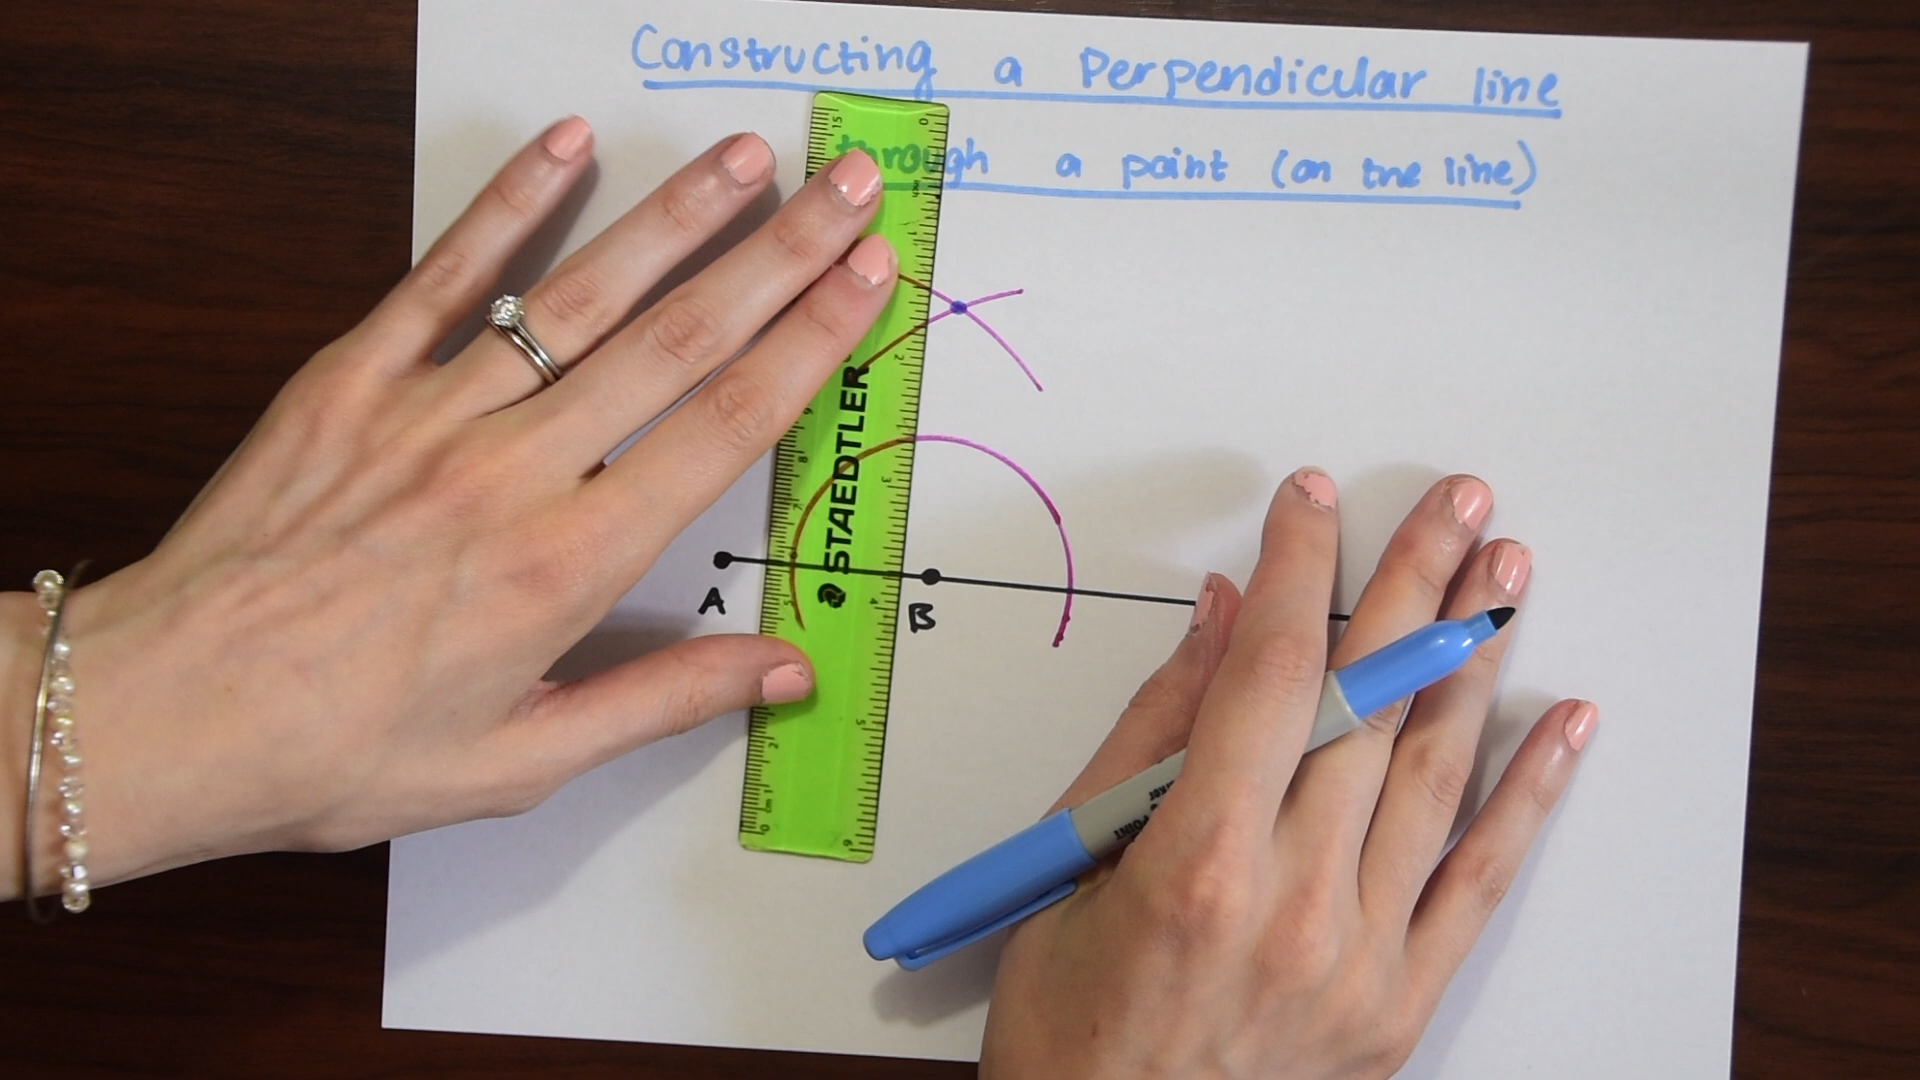 Constructing a Perpendicular line
through a point (on the line)
STAEDTLER
A
B